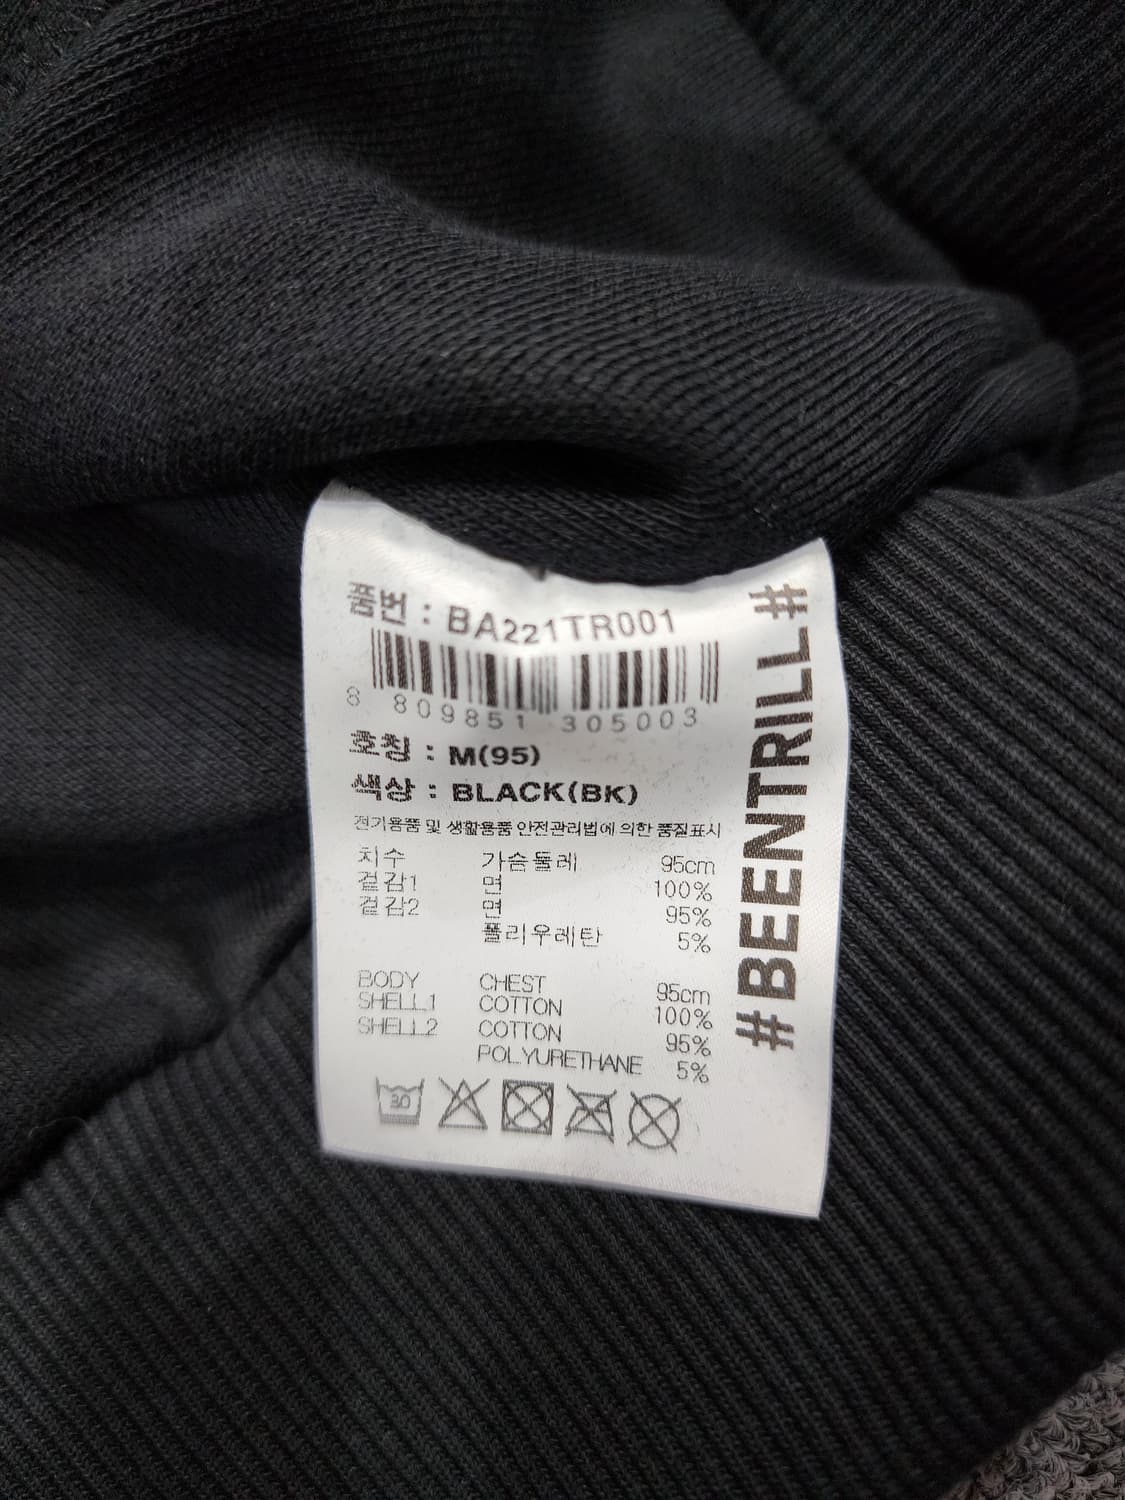 품번 : BA221TR001
8 809851 305003
호칭 : M(95)
색상 : BLACK(BK)
전기용품 및 생활용품 안전관리법에 의한 품질표시
치수 가슴둘레 95cm
겉감1 면 100%
겉감2 면 95%
폴리우레탄 5%
BODY CHEST 95cm
SHELL1 COTTON 100%
SHELL2 COTTON 95%
POLYURETHANE 5%
30
#BEENTRILL#